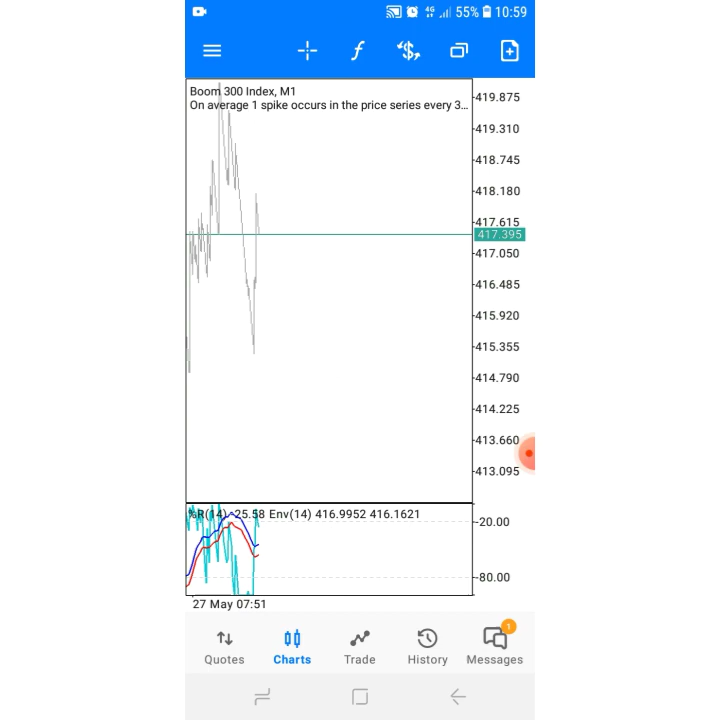 4G 55% 10:59
Boom 300 Index, M1
On average 1 spike occurs in the price series every 3...
419.875
419.310
418.745
418.180
417.615
417.395
417.050
416.485
415.920
415.355
414.790
414.225
413.660
413.095
%R(14) -25.58 Env(14) 416.9952 416.1621
-20.00
-80.00
27 May 07:51
1
Quotes Charts Trade History Messages